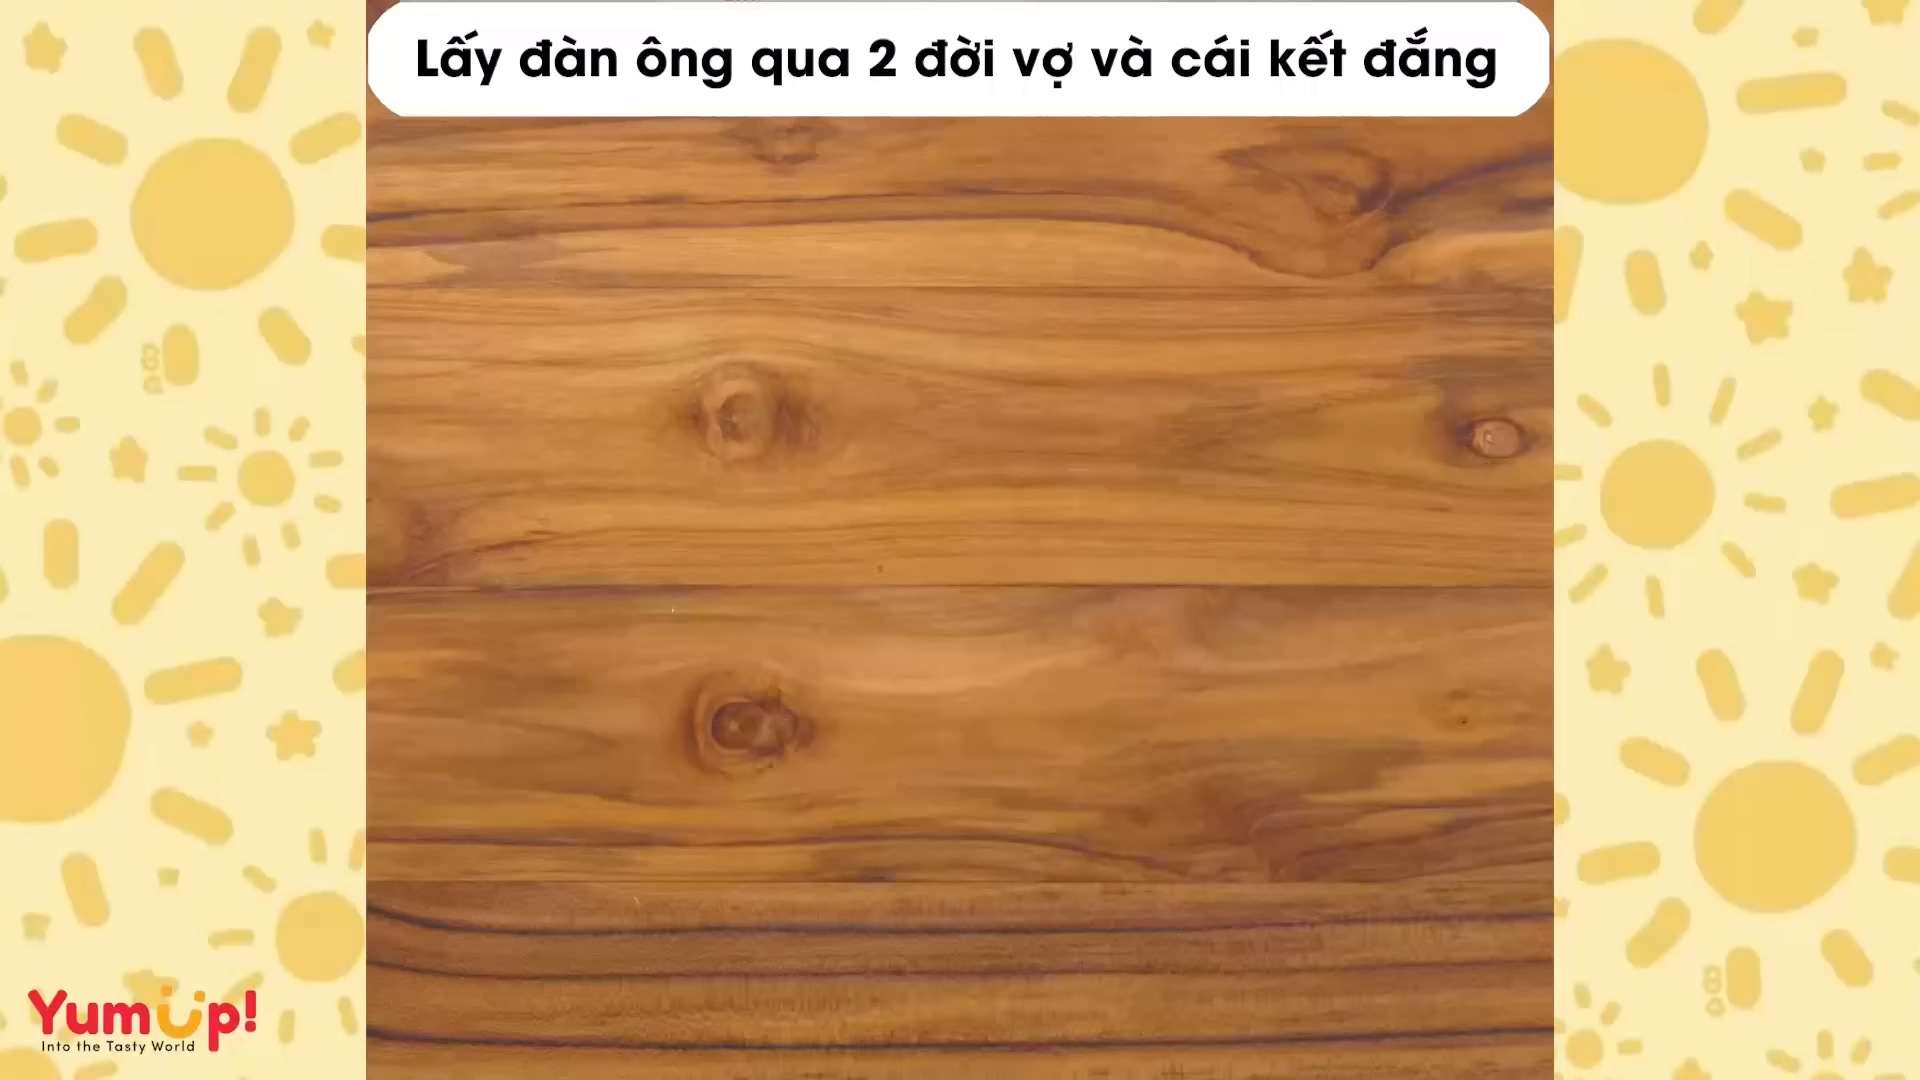 Lấy đàn ông qua 2 đời vợ và cái kết đắng
YumUp!
Into the Tasty World